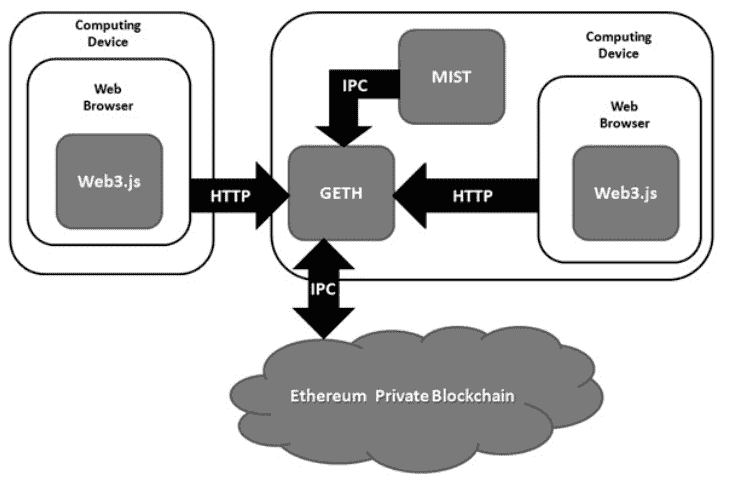 Computing
Device
Web
Browser
Web3.js
HTTP
IPC
MIST
GETH
HTTP
Computing
Device
Web
Browser
Web3.js
IPC
Ethereum Private Blockchain